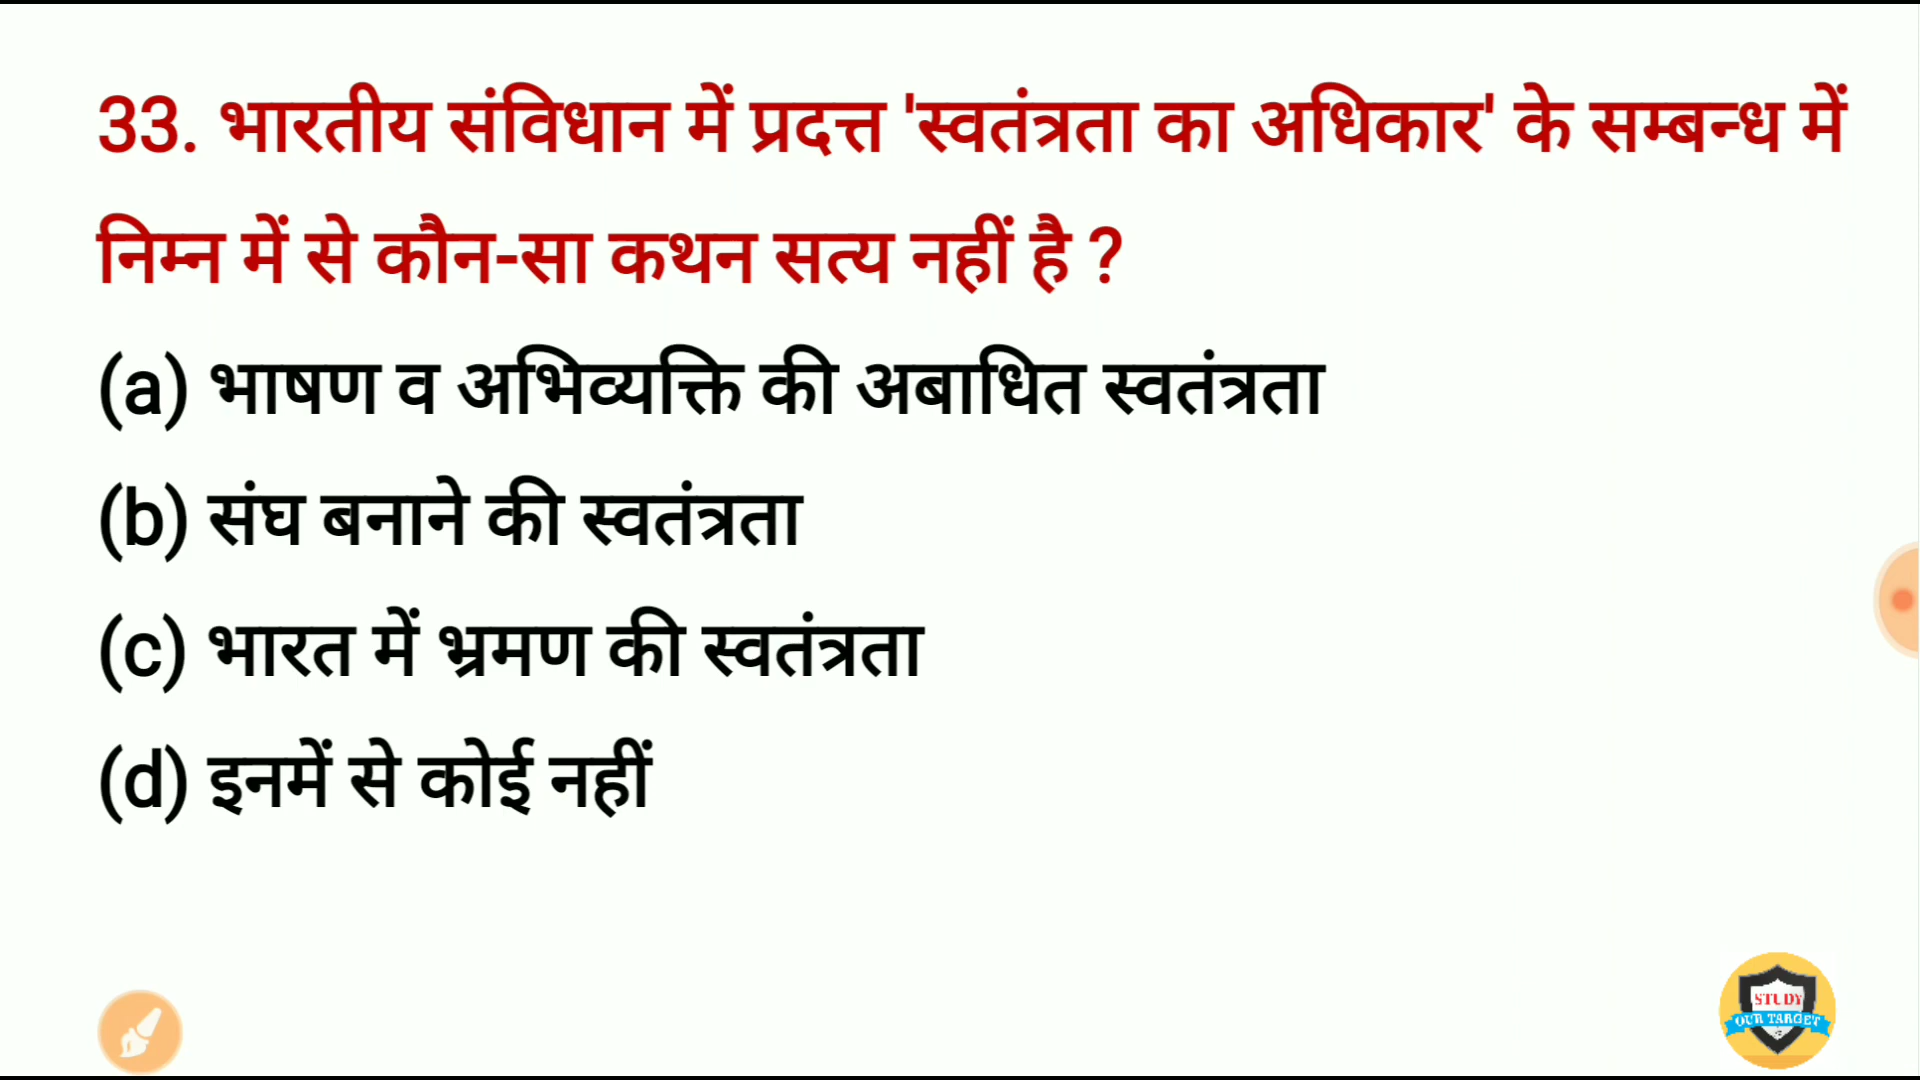 33. भारतीय संविधान में प्रदत्त 'स्वतंत्रता का अधिकार' के सम्बन्ध में
निम्न में से कौन-सा कथन सत्य नहीं है ?
(a) भाषण व अभिव्यक्ति की अबाधित स्वतंत्रता
(b) संघ बनाने की स्वतंत्रता
(c) भारत में भ्रमण की स्वतंत्रता
(d) इनमें से कोई नहीं
STUDY
OUR TARGET